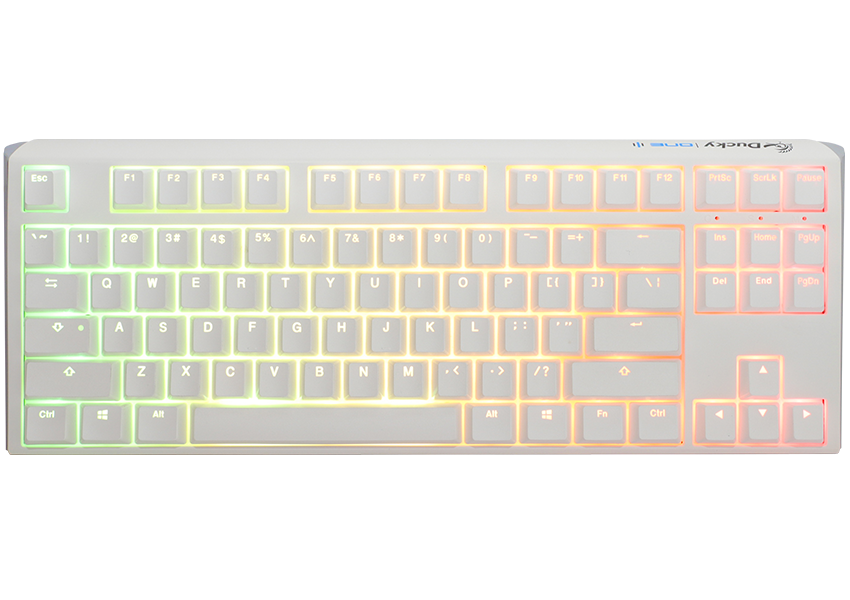 Ducky | ONE
Esc F1 F2 F3 F4 F5 F6 F7 F8 F9 F10 F11 F12 PrtSc ScrLk Pause
`~ 1! 2@ 3# 4$ 5% 6^ 7& 8* 9( 0) -_ =+ ← Ins Home PgUp
⇆ Q W E R T Y U I O P [{ ]} \| Del End PgDn
A S D F G H J K L ;: '" ↵
⇧ Z X C V B N M ,< .> /? ⇧ ▲
Ctrl Alt Alt Fn Ctrl ◄ ▼ ►